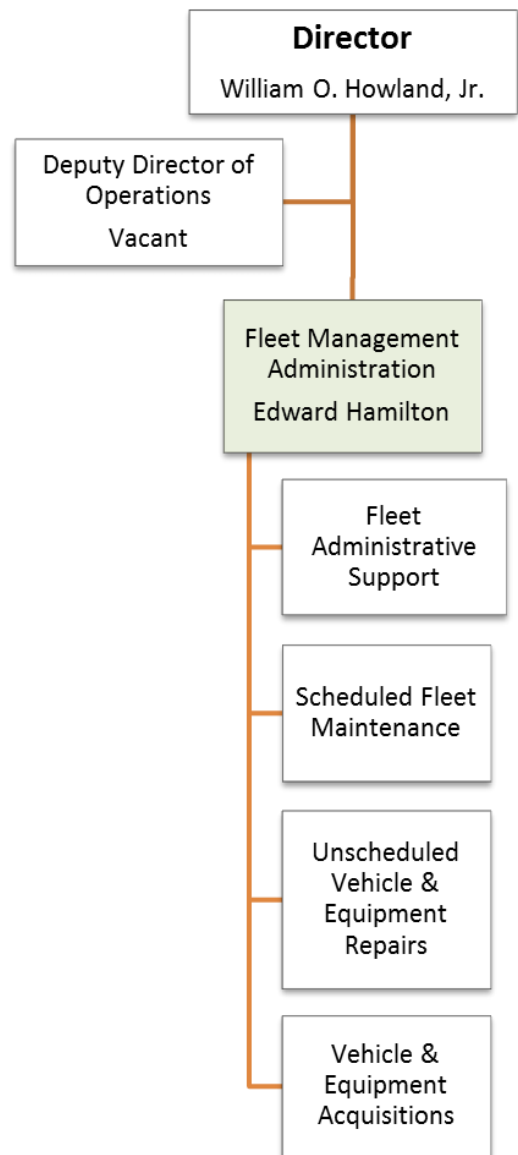 Director
William O. Howland, Jr.
Deputy Director of
Operations
Vacant
Fleet Management
Administration
Edward Hamilton
Fleet
Administrative
Support
Scheduled Fleet
Maintenance
Unscheduled
Vehicle &
Equipment
Repairs
Vehicle &
Equipment
Acquisitions